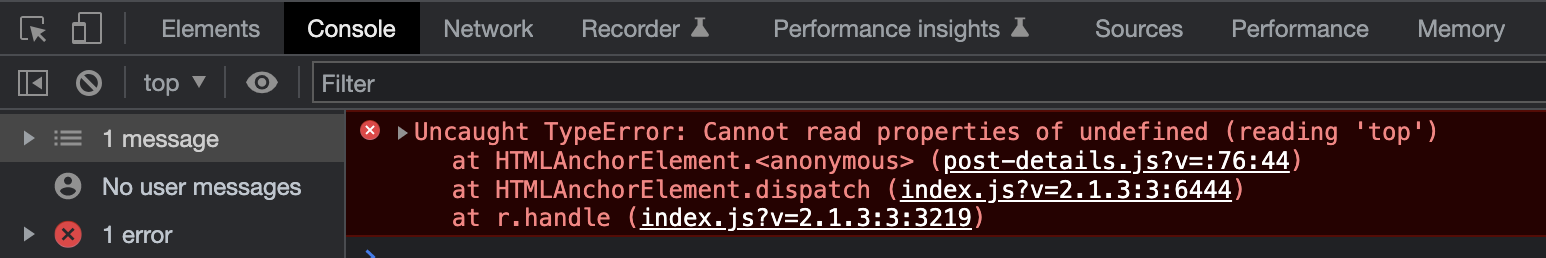 Elements Console Network Recorder Performance insights Sources Performance Memory
top Filter
1 message
No user messages
1 error
Uncaught TypeError: Cannot read properties of undefined (reading 'top')
at HTMLAnchorElement.<anonymous> (post-details.js?v=:76:44)
at HTMLAnchorElement.dispatch (index.js?v=2.1.3:3:6444)
at r.handle (index.js?v=2.1.3:3:3219)